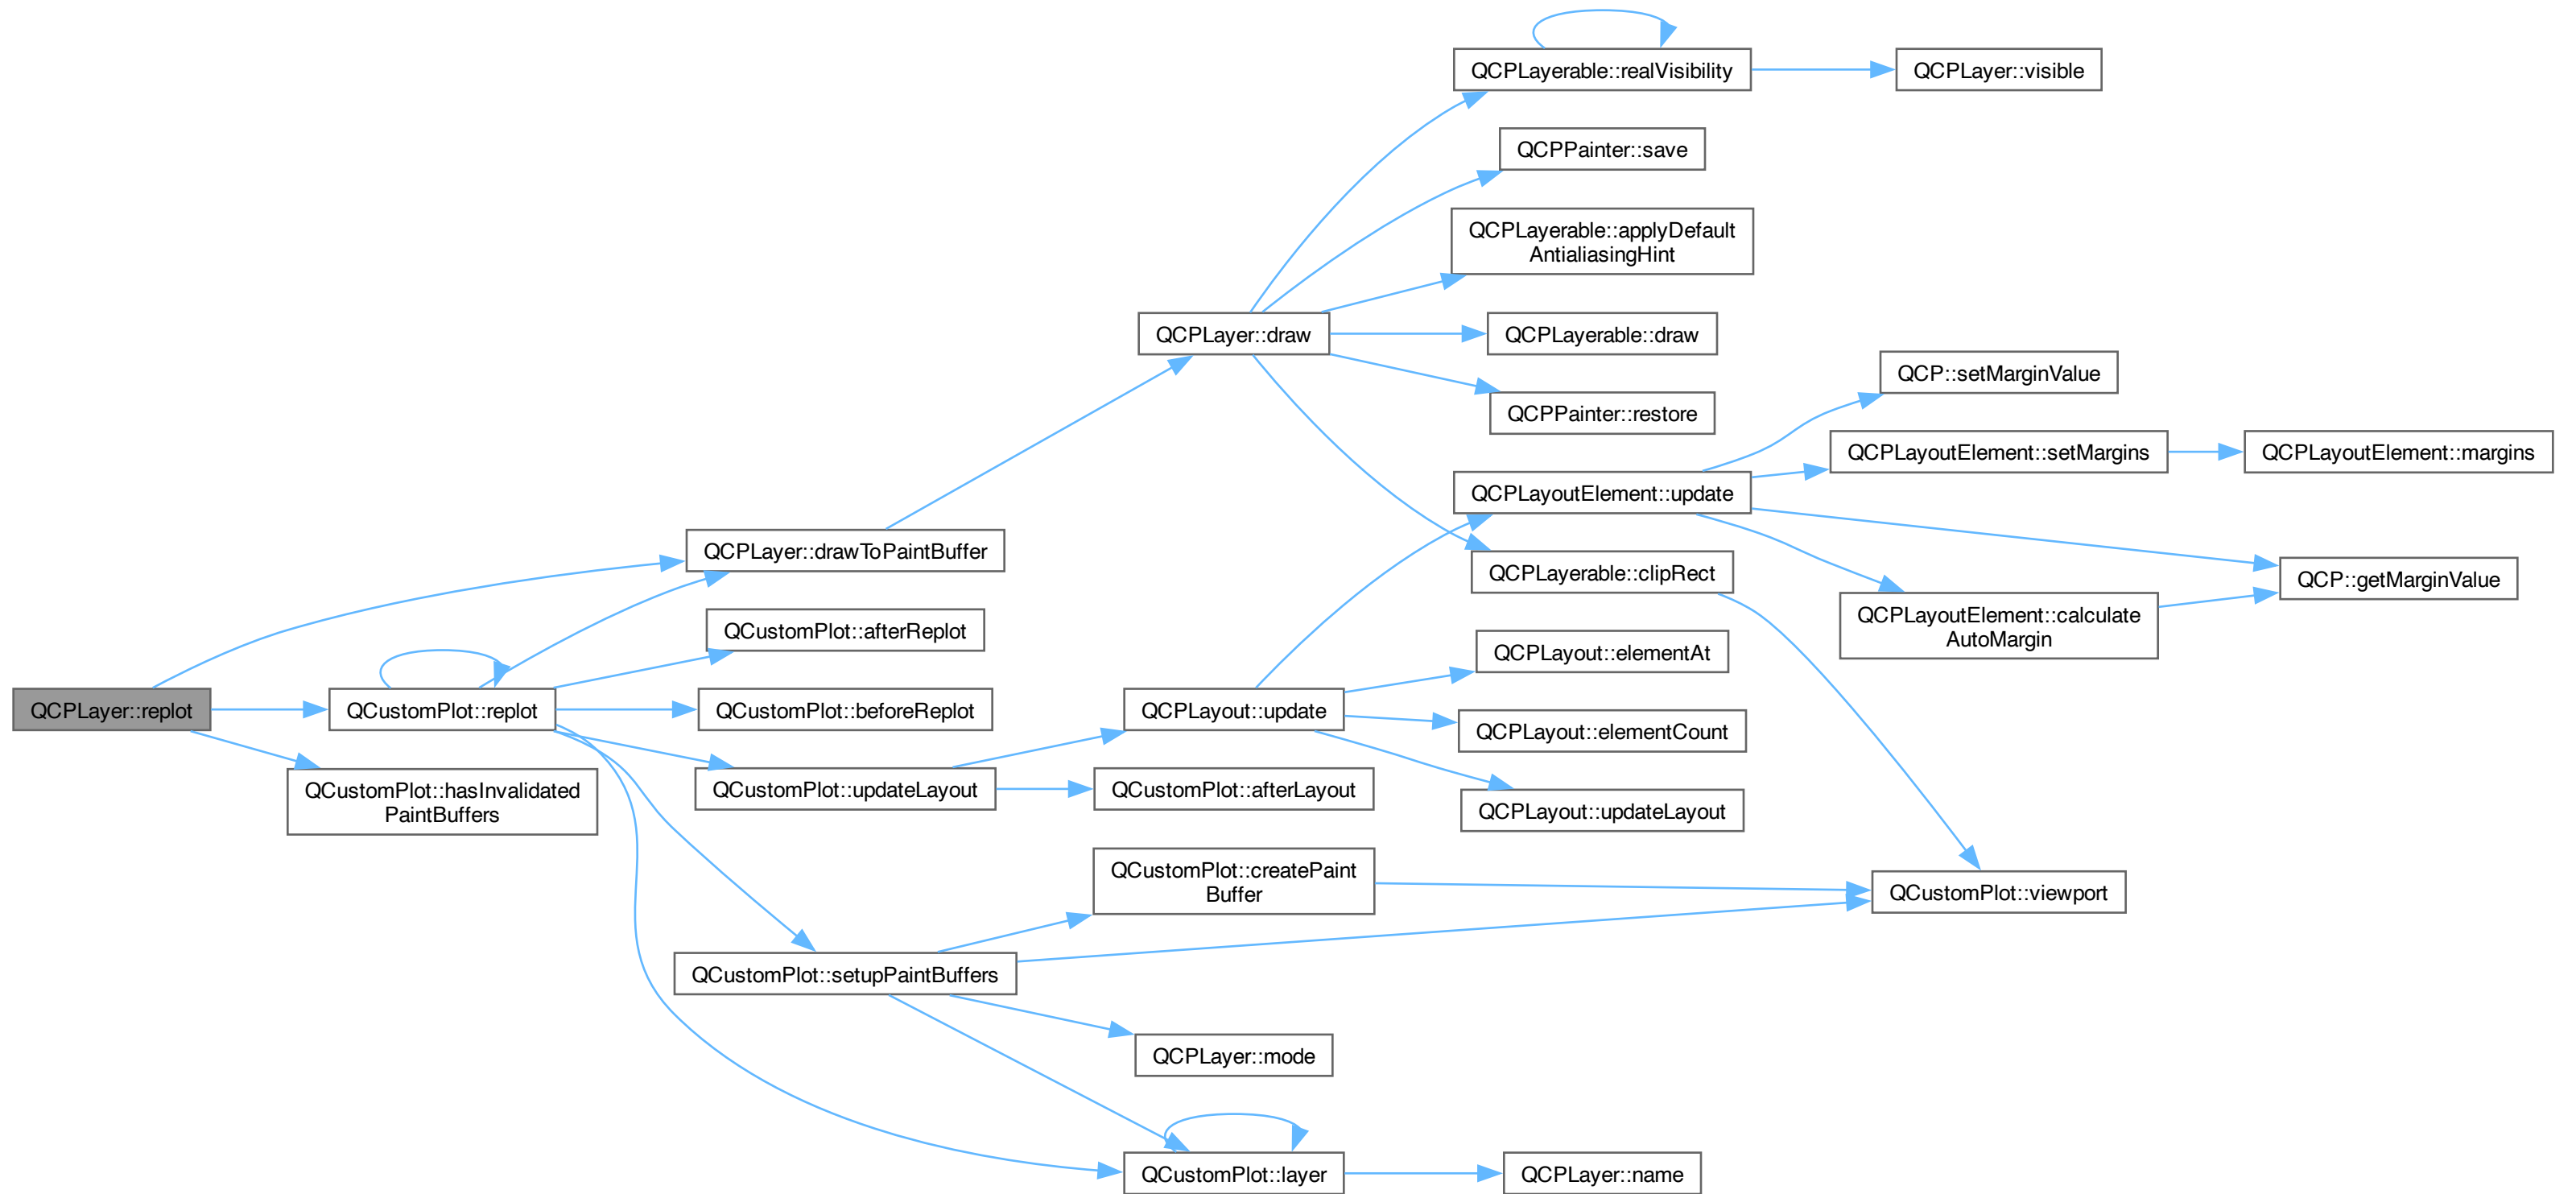 QCPLayerable::realVisibility
QCPLayer::visible
QCPPainter::save
QCPLayerable::applyDefault
AntialiasingHint
QCPLayer::draw
QCPLayerable::draw
QCP::setMarginValue
QCPPainter::restore
QCPLayoutElement::setMargins
QCPLayoutElement::margins
QCPLayoutElement::update
QCPLayer::drawToPaintBuffer
QCPLayerable::clipRect
QCP::getMarginValue
QCPLayoutElement::calculate
AutoMargin
QCustomPlot::afterReplot
QCPLayout::elementAt
QCPLayer::replot
QCustomPlot::replot
QCustomPlot::beforeReplot
QCPLayout::update
QCPLayout::elementCount
QCustomPlot::hasInvalidated
PaintBuffers
QCustomPlot::updateLayout
QCustomPlot::afterLayout
QCPLayout::updateLayout
QCustomPlot::createPaint
Buffer
QCustomPlot::viewport
QCustomPlot::setupPaintBuffers
QCPLayer::mode
QCustomPlot::layer
QCPLayer::name